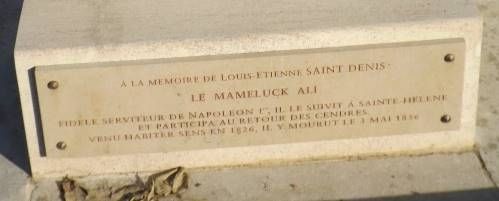 À LA MEMOIRE DE LOUIS-ETIENNE SAINT DENIS
LE MAMELUCK ALI
FIDELE SERVITEUR DE NAPOLEON 1ER, IL LE SUIVIT A SAINTE-HELENE
ET PARTICIPA AU RETOUR DES CENDRES.
VENU HABITER SENS EN 1826, IL Y MOURUT LE 3 MAI 1856